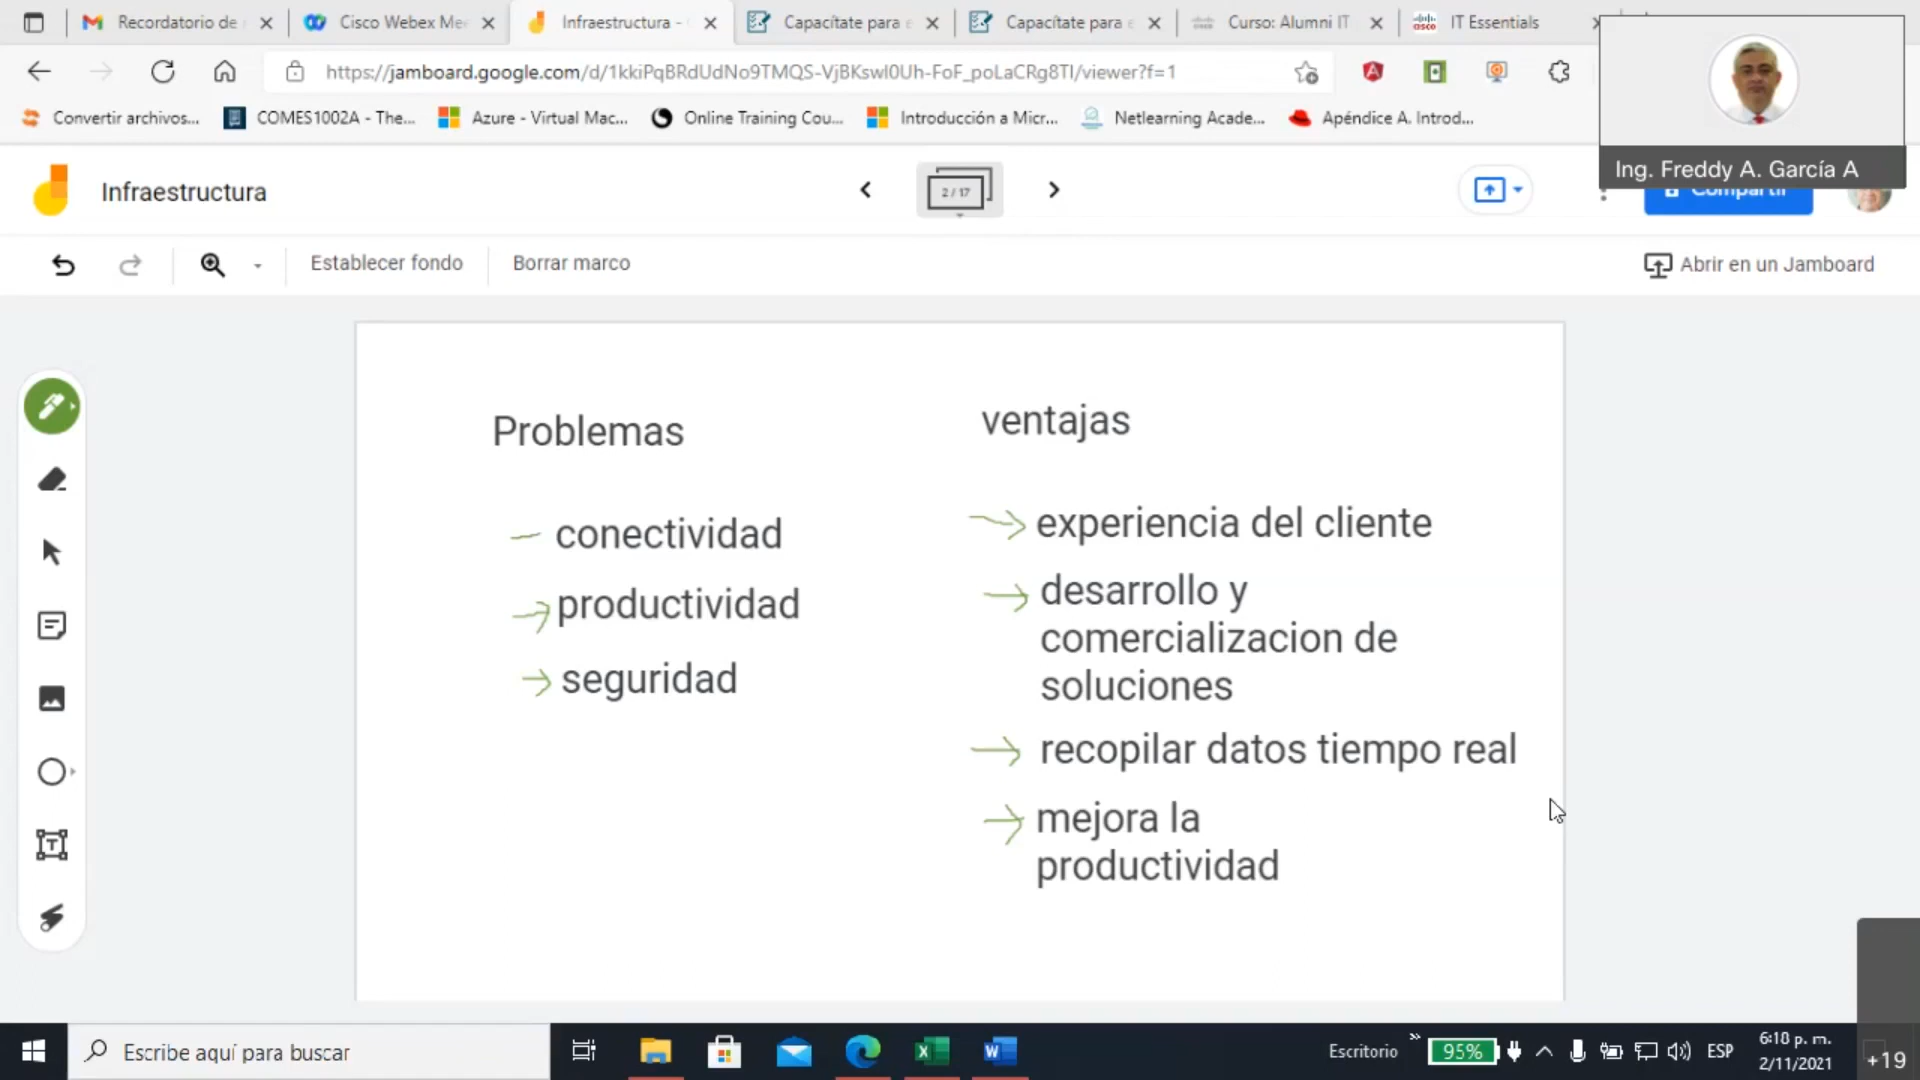 Recordatorio de
Cisco Webex Mee
Infraestructura -
Capacítate para e
Capacítate para e
Curso: Alumni IT
IT Essentials
https://jamboard.google.com/d/1kkiPqBRdUdNo9TMQS-VjBKswI0Uh-FoF_poLaCRg8TI/viewer?f=1
Convertir archivos...
COMES1002A - The...
Azure - Virtual Mac...
Online Training Cou...
Introducción a Micr...
Netlearning Acade...
Apéndice A. Introd...
Ing. Freddy A. García A
Infraestructura
2 / 17
Compartir
Establecer fondo
Borrar marco
Abrir en un Jamboard
Problemas
conectividad
productividad
seguridad
ventajas
experiencia del cliente
desarrollo y
comercializacion de
soluciones
recopilar datos tiempo real
mejora la
productividad
Escribe aquí para buscar
Escritorio
95%
ESP
6:18 p. m.
2/11/2021
+19